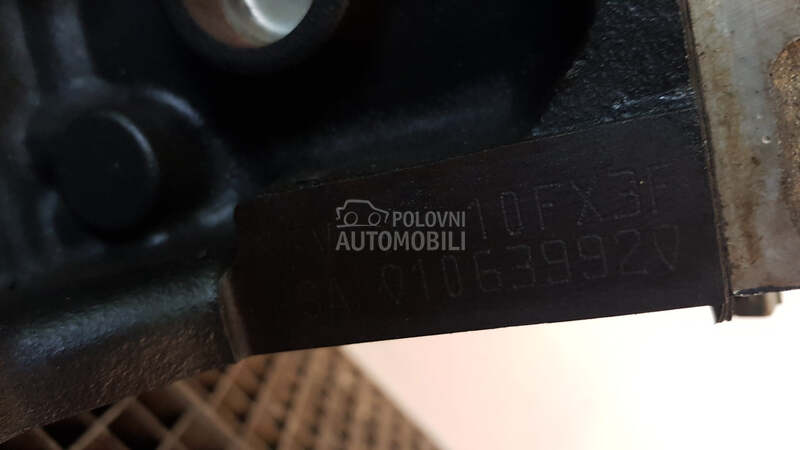 10FX3F
POLOVNI
AUTOMOBILI
01063992V